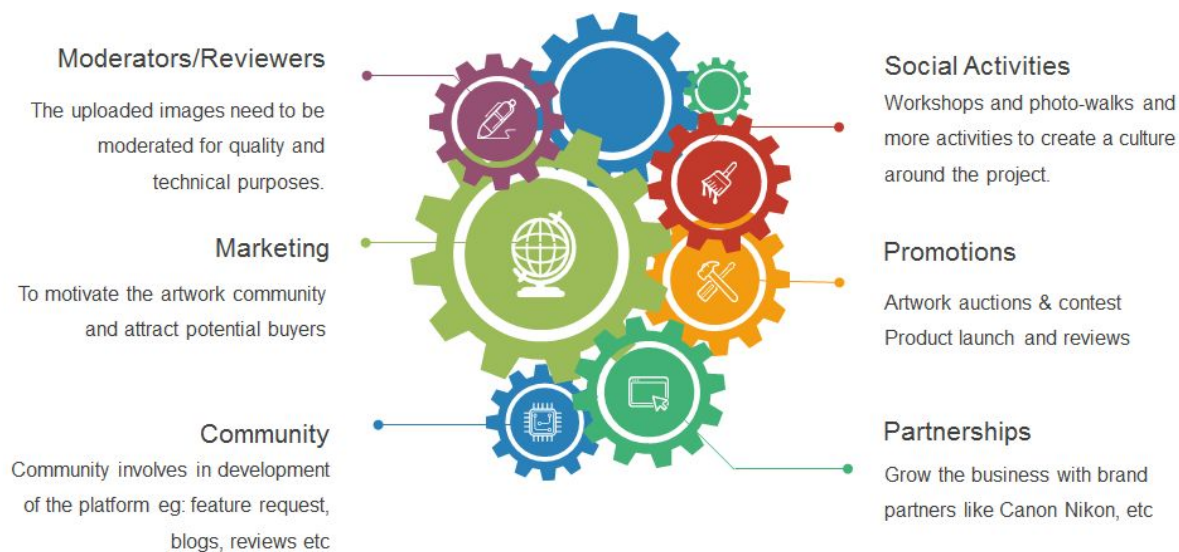 Moderators/Reviewers
The uploaded images need to be
moderated for quality and
technical purposes.
Marketing
To motivate the artwork community
and attract potential buyers
Community
Community involves in development
of the platform eg: feature request,
blogs, reviews etc
Social Activities
Workshops and photo-walks and
more activities to create a culture
around the project.
Promotions
Artwork auctions & contest
Product launch and reviews
Partnerships
Grow the business with brand
partners like Canon Nikon, etc